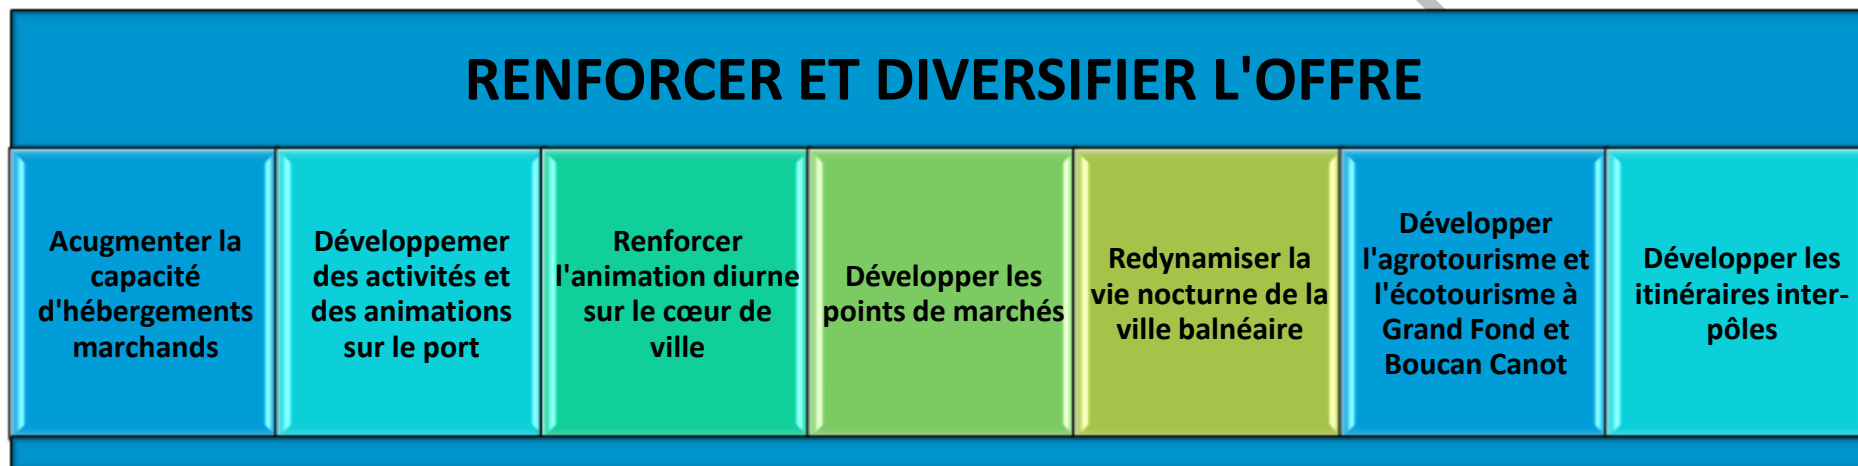 RENFORCER ET DIVERSIFIER L'OFFRE
Acugmenter la
capacité
d'hébergements
marchands
Développemer
des activités et
des animations
sur le port
Renforcer
l'animation diurne
sur le cœur de
ville
Développer les
points de marchés
Redynamiser la
vie nocturne de la
ville balnéaire
Développer
l'agrotourisme et
l'écotourisme à
Grand Fond et
Boucan Canot
Développer les
itinéraires inter-
pôles